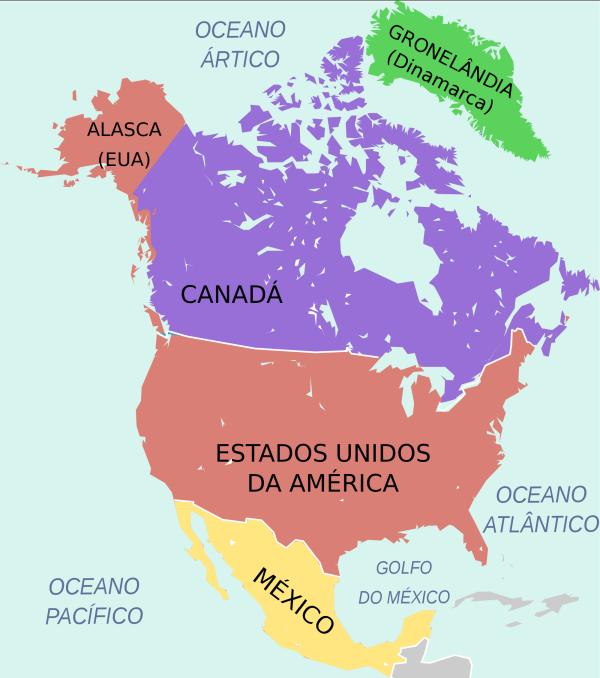 OCEANO
ÁRTICO
GRONELÂNDIA
(Dinamarca)
ALASCA
(EUA)
CANADÁ
ESTADOS UNIDOS
DA AMÉRICA
OCEANO
ATLÂNTICO
GOLFO
DO MÉXICO
MÉXICO
OCEANO
PACÍFICO